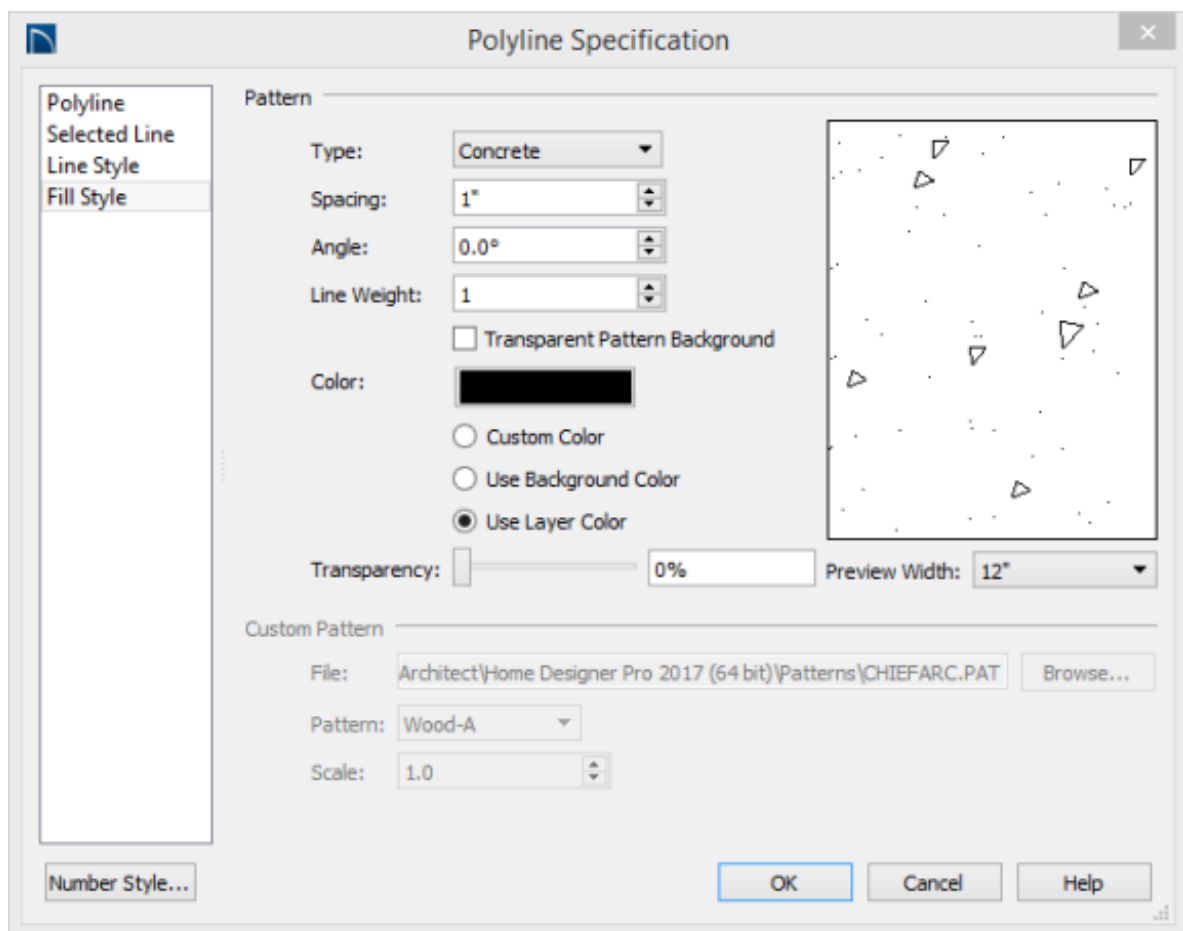 Polyline Specification
Polyline
Selected Line
Line Style
Fill Style
Pattern
Type: Concrete
Spacing: 1"
Angle: 0.0°
Line Weight: 1
Transparent Pattern Background
Color:
Custom Color
Use Background Color
Use Layer Color
Transparency: 0%
Preview Width: 12"
Custom Pattern
File: Architect\Home Designer Pro 2017 (64 bit)\Patterns\CHIEFARC.PAT Browse...
Pattern: Wood-A
Scale: 1.0
Number Style... OK Cancel Help